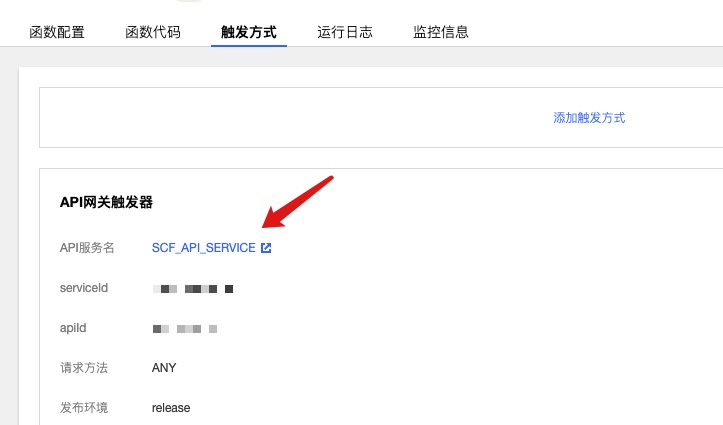 函数配置 函数代码 触发方式 运行日志 监控信息
添加触发方式
API网关触发器
API服务名 SCF_API_SERVICE
serviceId
apiId
请求方法 ANY
发布环境 release